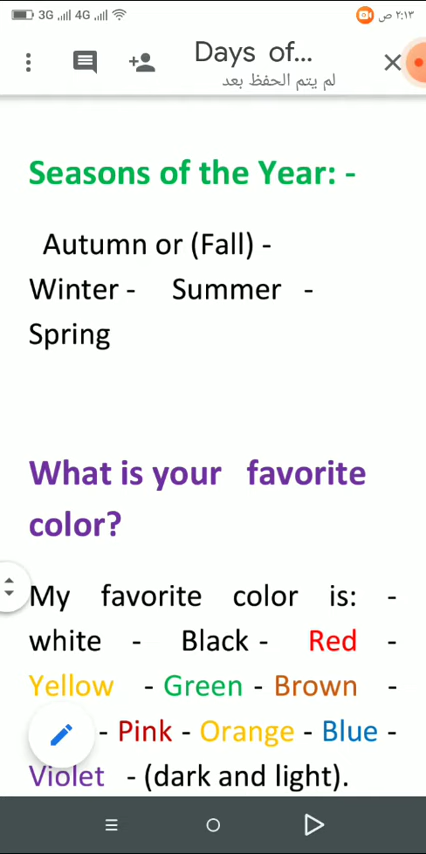 3G 4G ٢:١٣ ص
Days of...
لم يتم الحفظ بعد
Seasons of the Year: -
Autumn or (Fall) -
Winter - Summer -
Spring
What is your favorite
color?
My favorite color is: -
white - Black - Red -
Yellow - Green - Brown -
- Pink - Orange - Blue -
Violet - (dark and light).